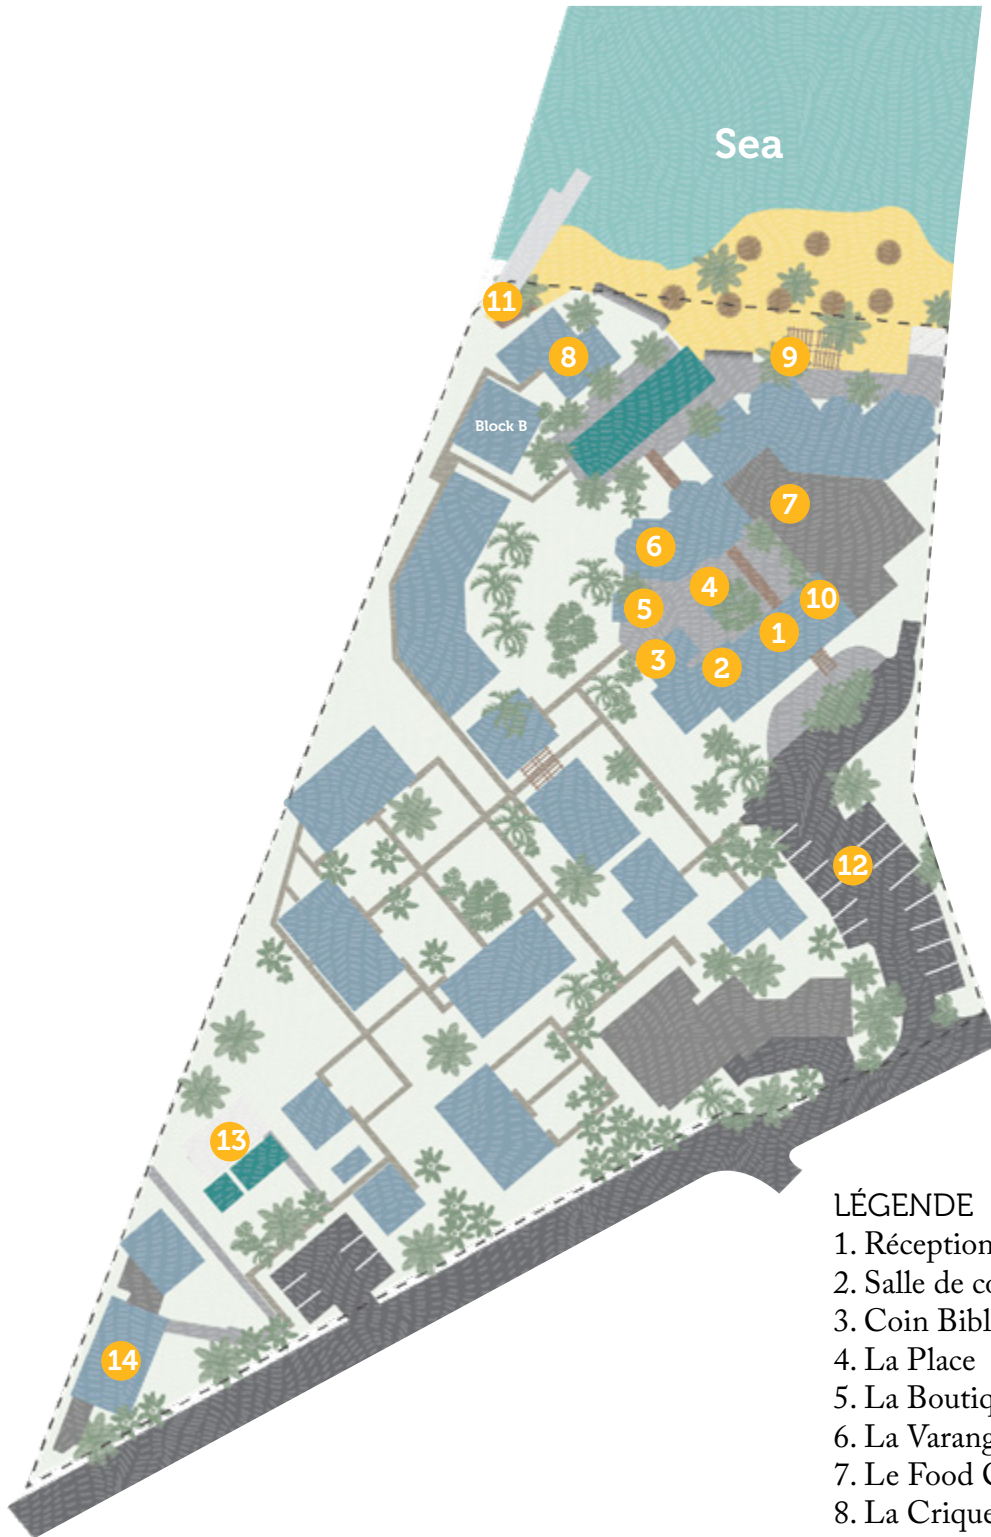 Sea
11
8
9
Block B
7
6
4
10
5
1
3
2
12
13
14
LÉGENDE
1. Réception
2. Salle de co
3. Coin Bibl
4. La Place
5. La Boutiq
6. La Varang
7. Le Food C
8. La Crique